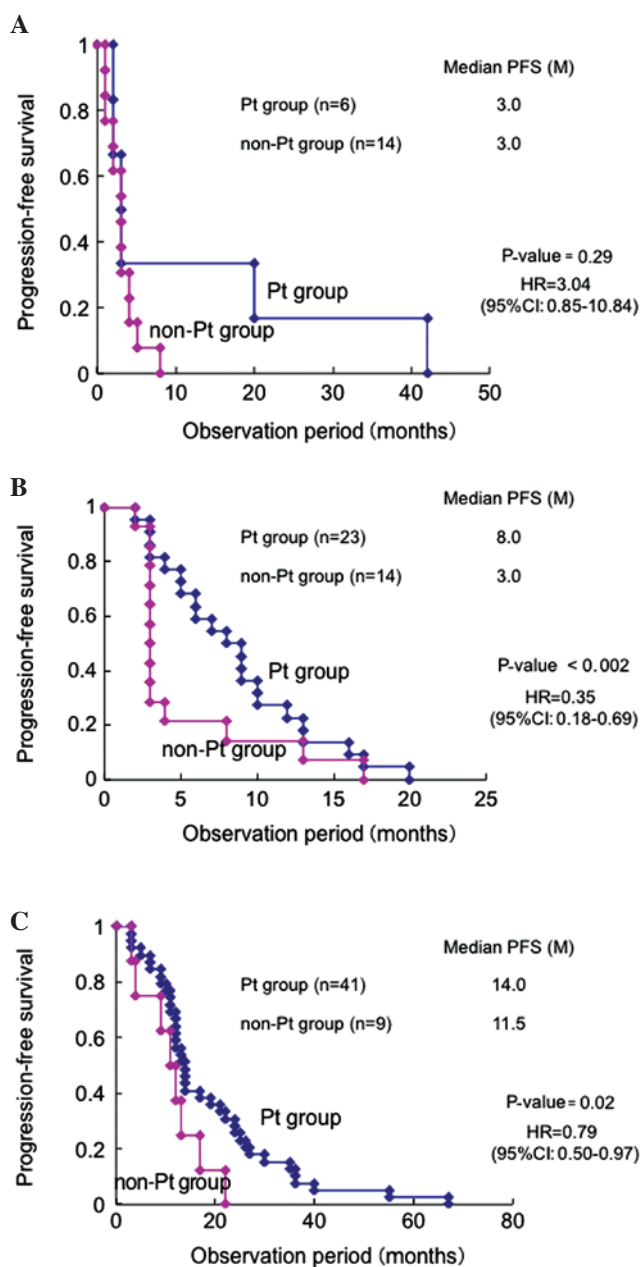 A
Median PFS (M)
Pt group (n=6) 3.0
non-Pt group (n=14) 3.0
P-value = 0.29
HR=3.04
(95%CI: 0.85-10.84)
Pt group
non-Pt group
Progression-free survival
1
0.8
0.6
0.4
0.2
0
0 10 20 30 40 50
Observation period (months)
B
Median PFS (M)
Pt group (n=23) 8.0
non-Pt group (n=14) 3.0
P-value < 0.002
HR=0.35
(95%CI: 0.18-0.69)
Pt group
non-Pt group
Progression-free survival
1
0.8
0.6
0.4
0.2
0
0 5 10 15 20 25
Observation period (months)
C
Median PFS (M)
Pt group (n=41) 14.0
non-Pt group (n=9) 11.5
P-value = 0.02
HR=0.79
(95%CI: 0.50-0.97)
Pt group
non-Pt group
Progression-free survival
1
0.8
0.6
0.4
0.2
0
0 20 40 60 80
Observation period (months)